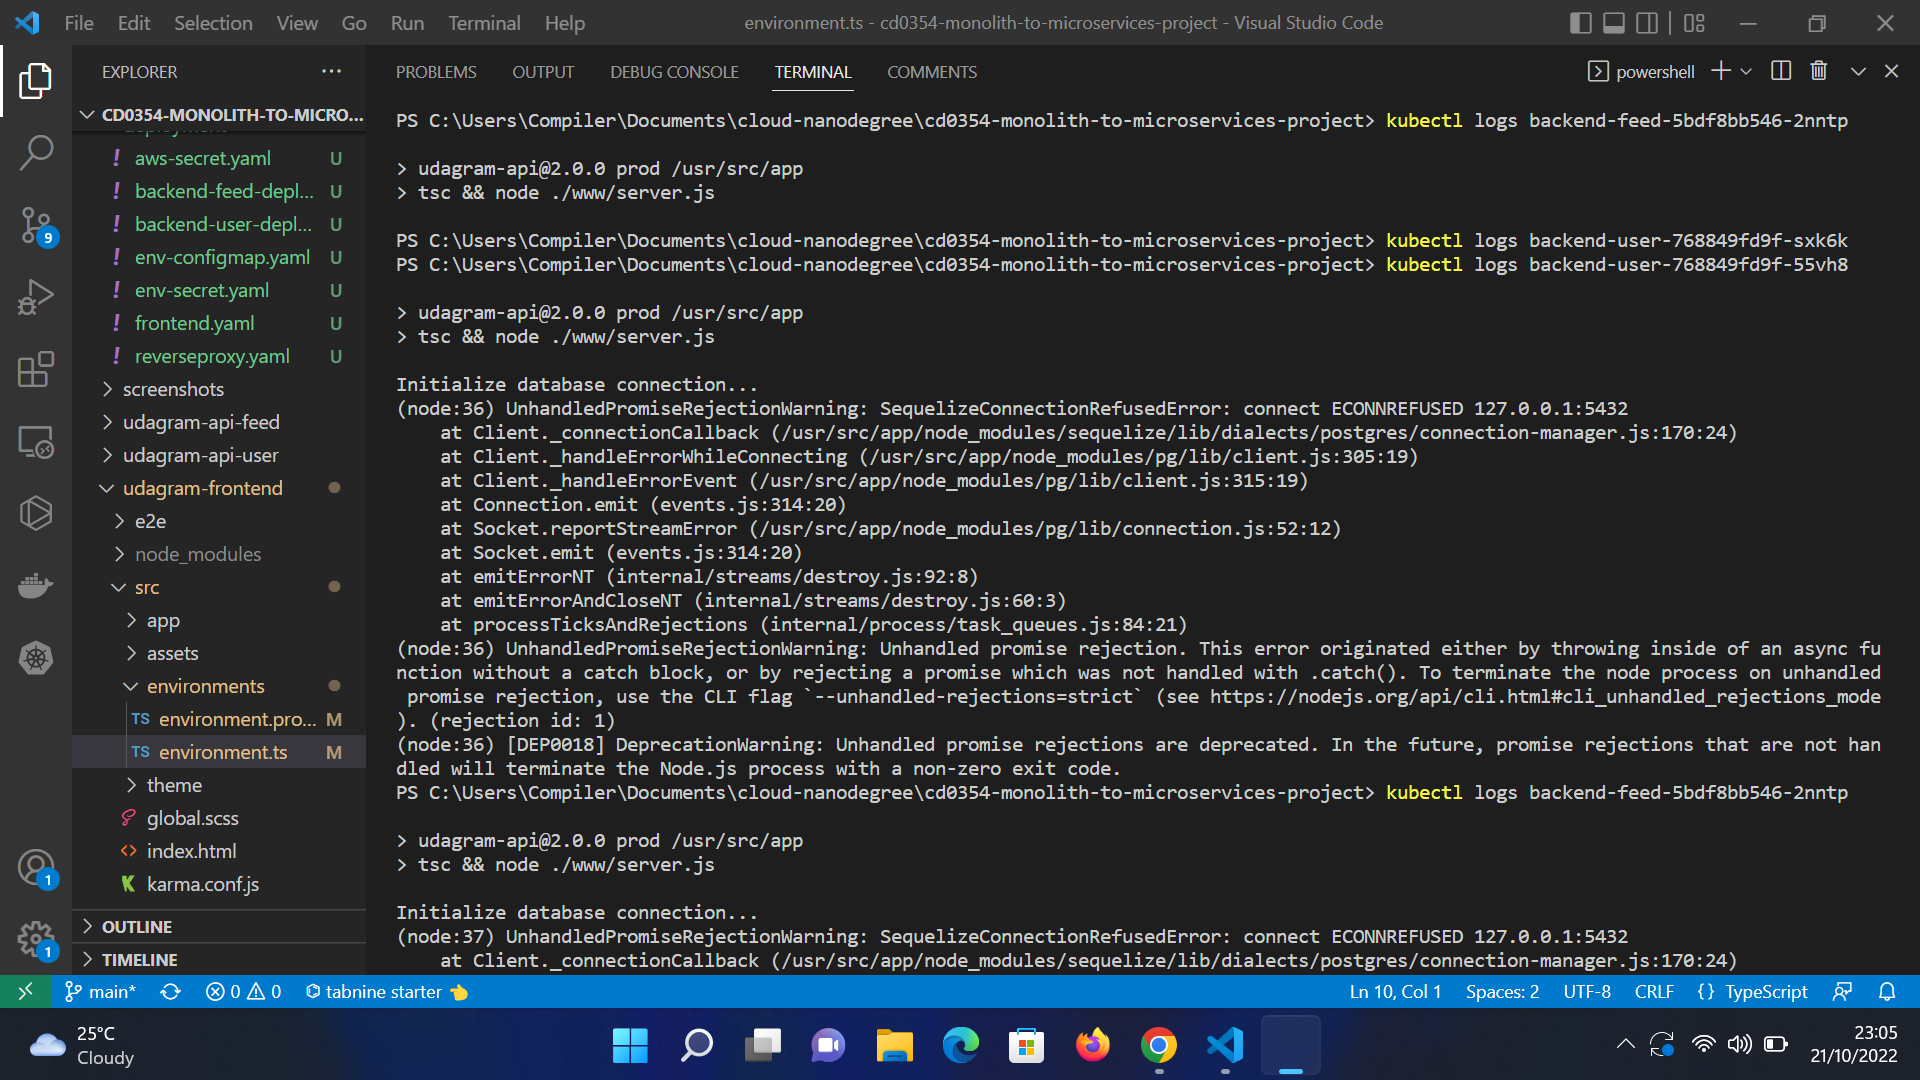 File Edit Selection View Go Run Terminal Help
environment.ts - cd0354-monolith-to-microservices-project - Visual Studio Code
EXPLORER
CD0354-MONOLITH-TO-MICRO...
deployment
! aws-secret.yaml U
! backend-feed-depl... U
! backend-user-depl... U
! env-configmap.yaml U
! env-secret.yaml U
! frontend.yaml U
! reverseproxy.yaml U
screenshots
udagram-api-feed
udagram-api-user
udagram-frontend
e2e
node_modules
src
app
assets
environments
TS environment.pro... M
TS environment.ts M
theme
global.scss
<> index.html
karma.conf.js
OUTLINE
TIMELINE
9
1
1
PROBLEMS OUTPUT DEBUG CONSOLE TERMINAL COMMENTS
powershell
PS C:\Users\Compiler\Documents\cloud-nanodegree\cd0354-monolith-to-microservices-project> kubectl logs backend-feed-5bdf8bb546-2nntp
> udagram-api@2.0.0 prod /usr/src/app
> tsc && node ./www/server.js
PS C:\Users\Compiler\Documents\cloud-nanodegree\cd0354-monolith-to-microservices-project> kubectl logs backend-user-768849fd9f-sxk6k
PS C:\Users\Compiler\Documents\cloud-nanodegree\cd0354-monolith-to-microservices-project> kubectl logs backend-user-768849fd9f-55vh8
> udagram-api@2.0.0 prod /usr/src/app
> tsc && node ./www/server.js
Initialize database connection...
(node:36) UnhandledPromiseRejectionWarning: SequelizeConnectionRefusedError: connect ECONNREFUSED 127.0.0.1:5432
at Client._connectionCallback (/usr/src/app/node_modules/sequelize/lib/dialects/postgres/connection-manager.js:170:24)
at Client._handleErrorWhileConnecting (/usr/src/app/node_modules/pg/lib/client.js:305:19)
at Client._handleErrorEvent (/usr/src/app/node_modules/pg/lib/client.js:315:19)
at Connection.emit (events.js:314:20)
at Socket.reportStreamError (/usr/src/app/node_modules/pg/lib/connection.js:52:12)
at Socket.emit (events.js:314:20)
at emitErrorNT (internal/streams/destroy.js:92:8)
at emitErrorAndCloseNT (internal/streams/destroy.js:60:3)
at processTicksAndRejections (internal/process/task_queues.js:84:21)
(node:36) UnhandledPromiseRejectionWarning: Unhandled promise rejection. This error originated either by throwing inside of an async fu
nction without a catch block, or by rejecting a promise which was not handled with .catch(). To terminate the node process on unhandled
promise rejection, use the CLI flag `--unhandled-rejections=strict` (see https://nodejs.org/api/cli.html#cli_unhandled_rejections_mode
). (rejection id: 1)
(node:36) [DEP0018] DeprecationWarning: Unhandled promise rejections are deprecated. In the future, promise rejections that are not han
dled will terminate the Node.js process with a non-zero exit code.
PS C:\Users\Compiler\Documents\cloud-nanodegree\cd0354-monolith-to-microservices-project> kubectl logs backend-feed-5bdf8bb546-2nntp
> udagram-api@2.0.0 prod /usr/src/app
> tsc && node ./www/server.js
Initialize database connection...
(node:37) UnhandledPromiseRejectionWarning: SequelizeConnectionRefusedError: connect ECONNREFUSED 127.0.0.1:5432
at Client._connectionCallback (/usr/src/app/node_modules/sequelize/lib/dialects/postgres/connection-manager.js:170:24)
main* 0 0 tabnine starter
Ln 10, Col 1 Spaces: 2 UTF-8 CRLF {} TypeScript
25°C
Cloudy
23:05
21/10/2022